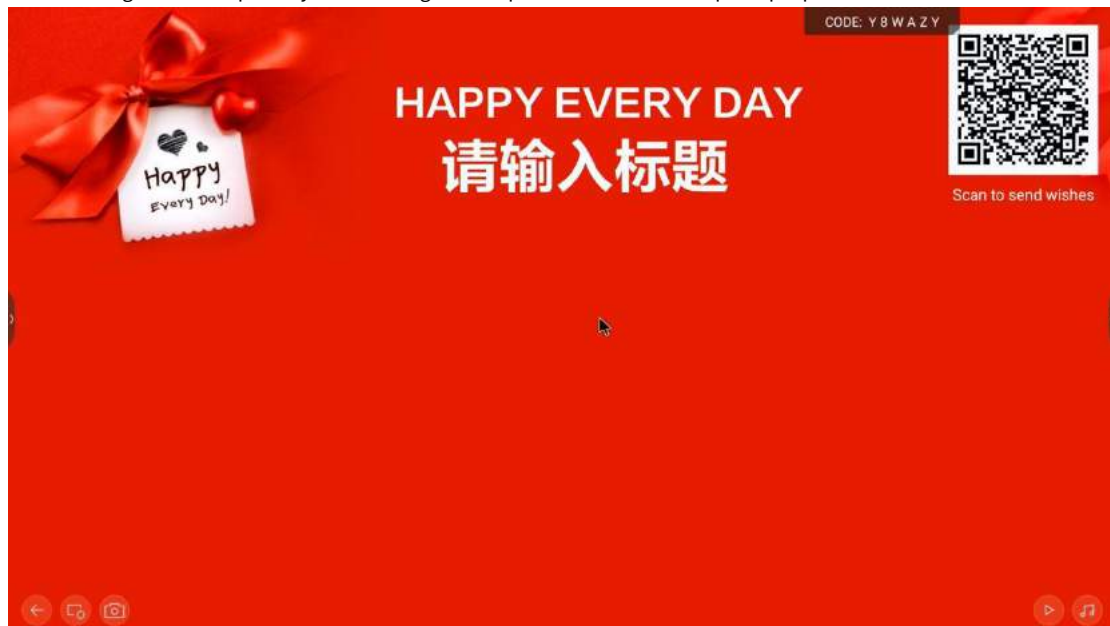 CODE: Y8WAZY
HAPPY EVERY DAY
请输入标题
Happy
Every Day!
Scan to send wishes